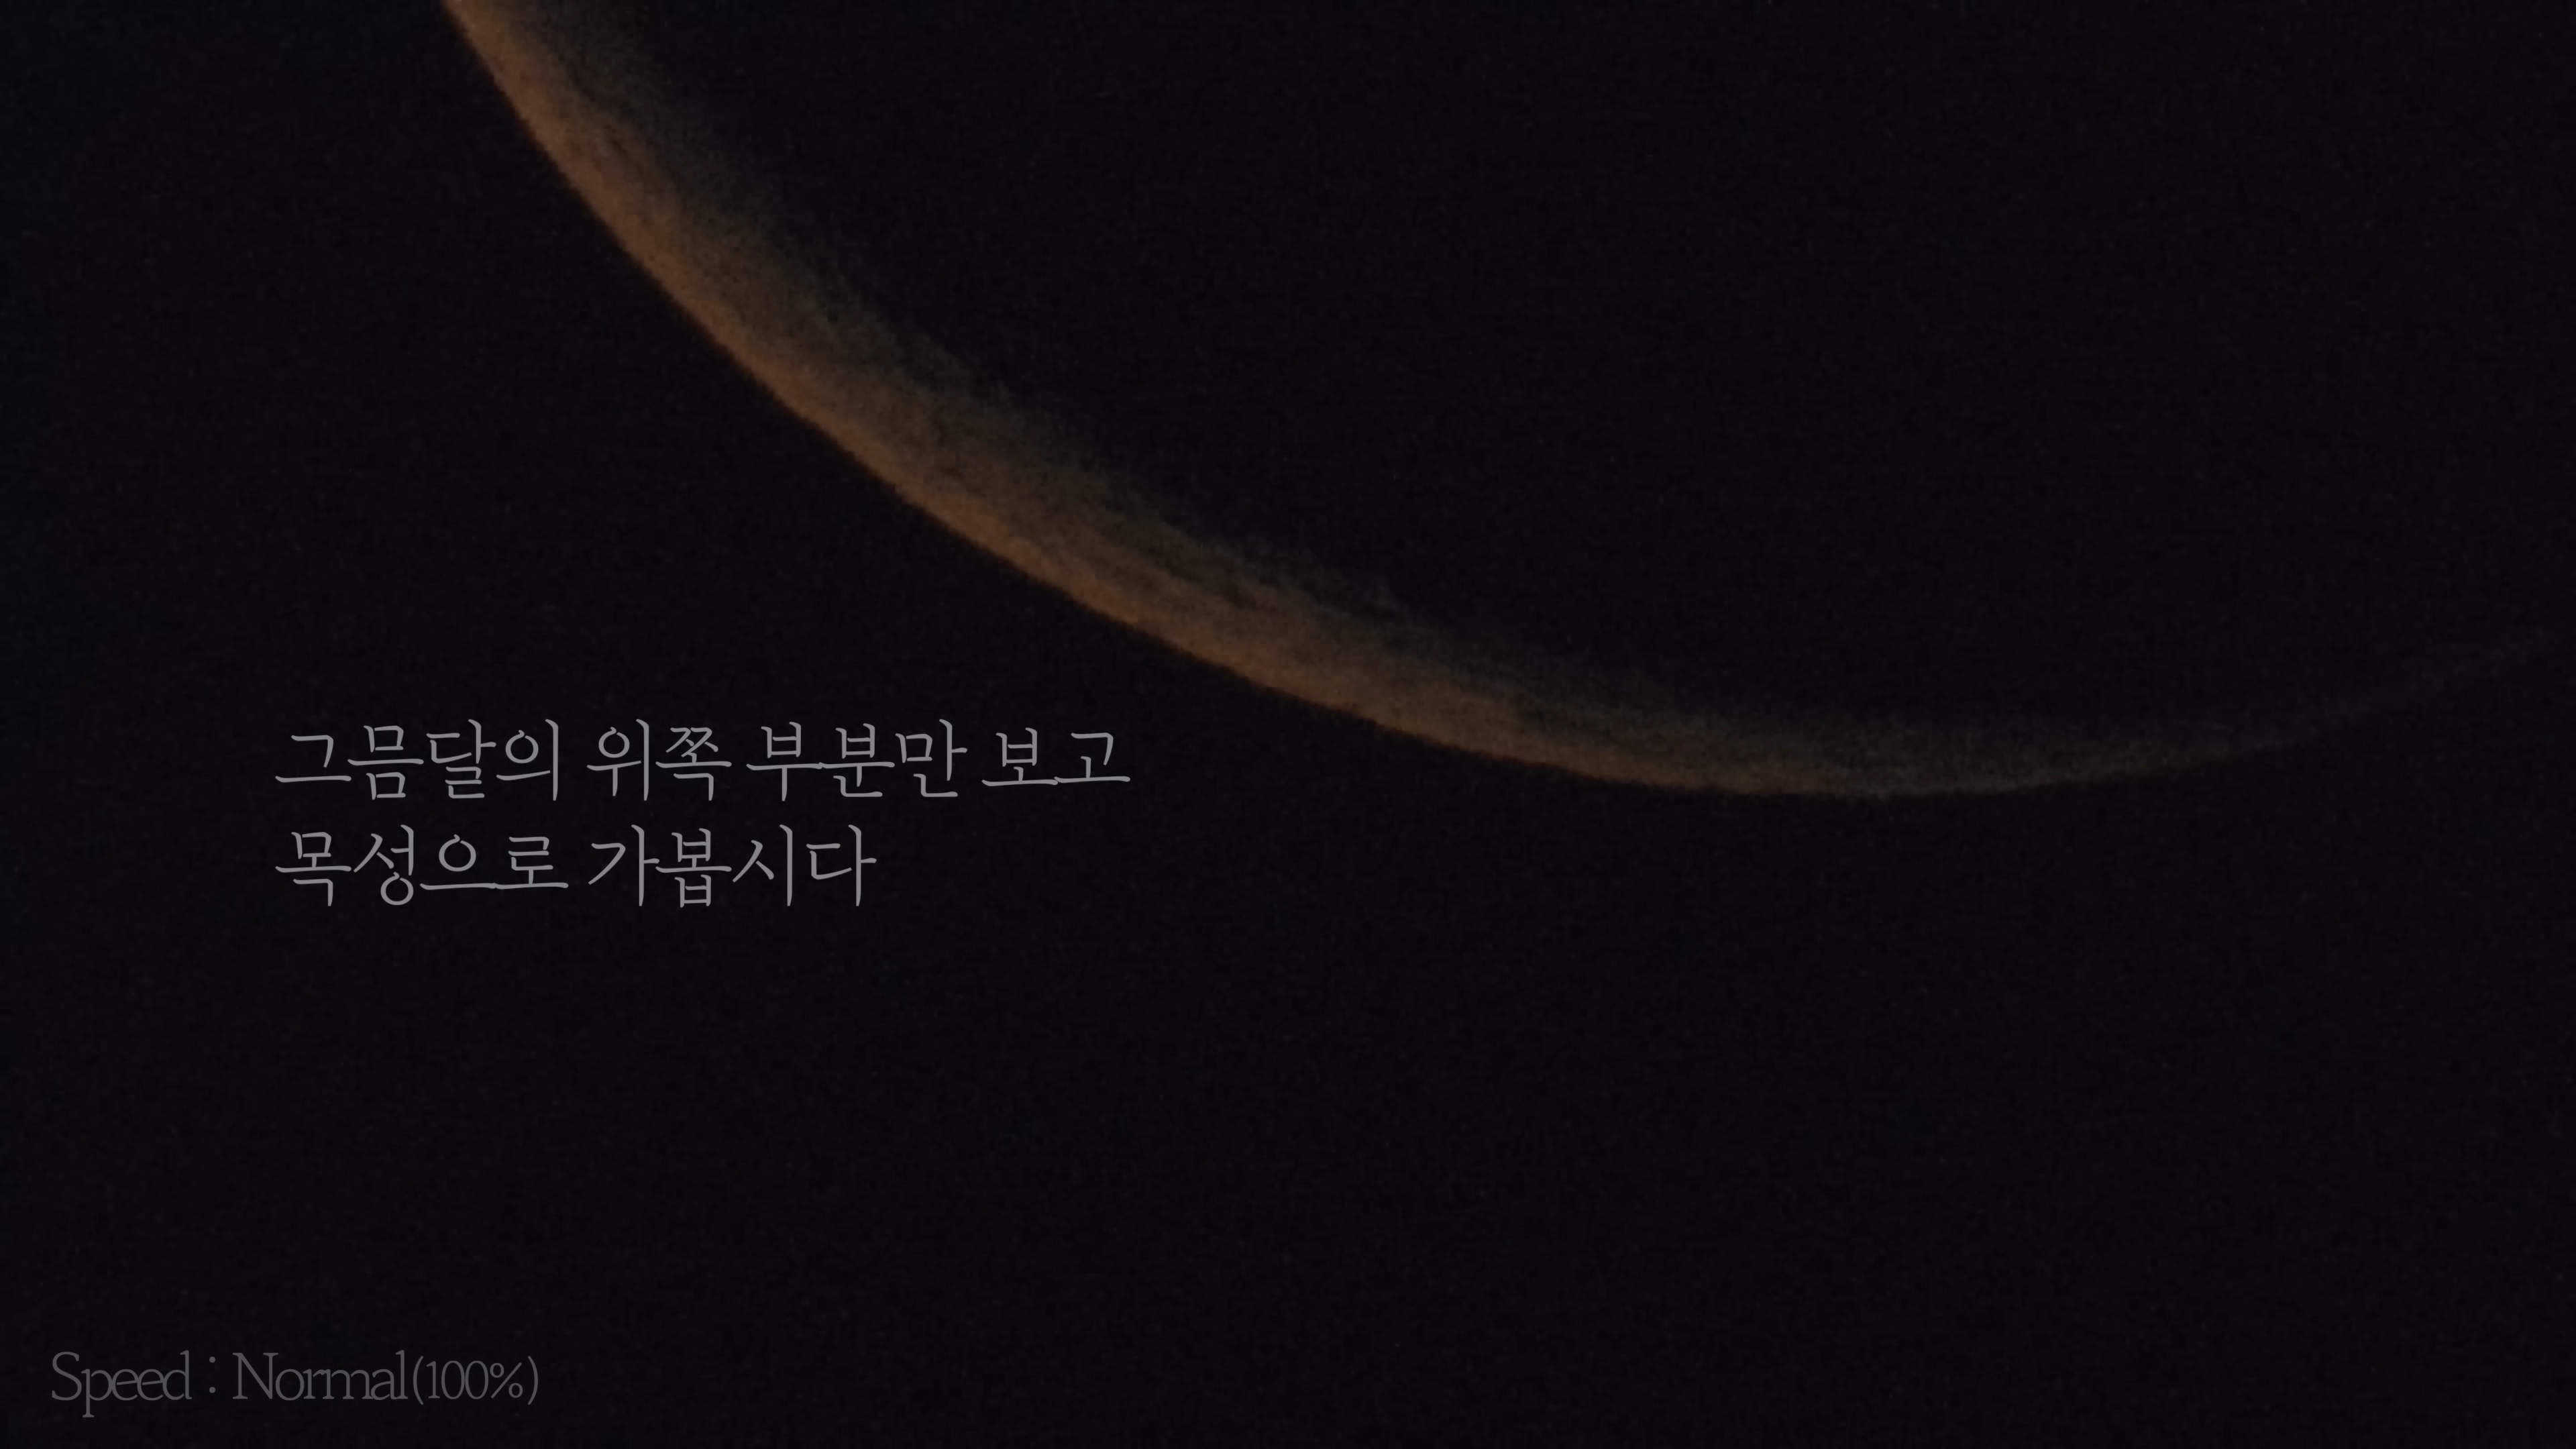 그믐달의 위쪽 부분만 보고
목성으로 가봅시다
Speed : Normal(100%)